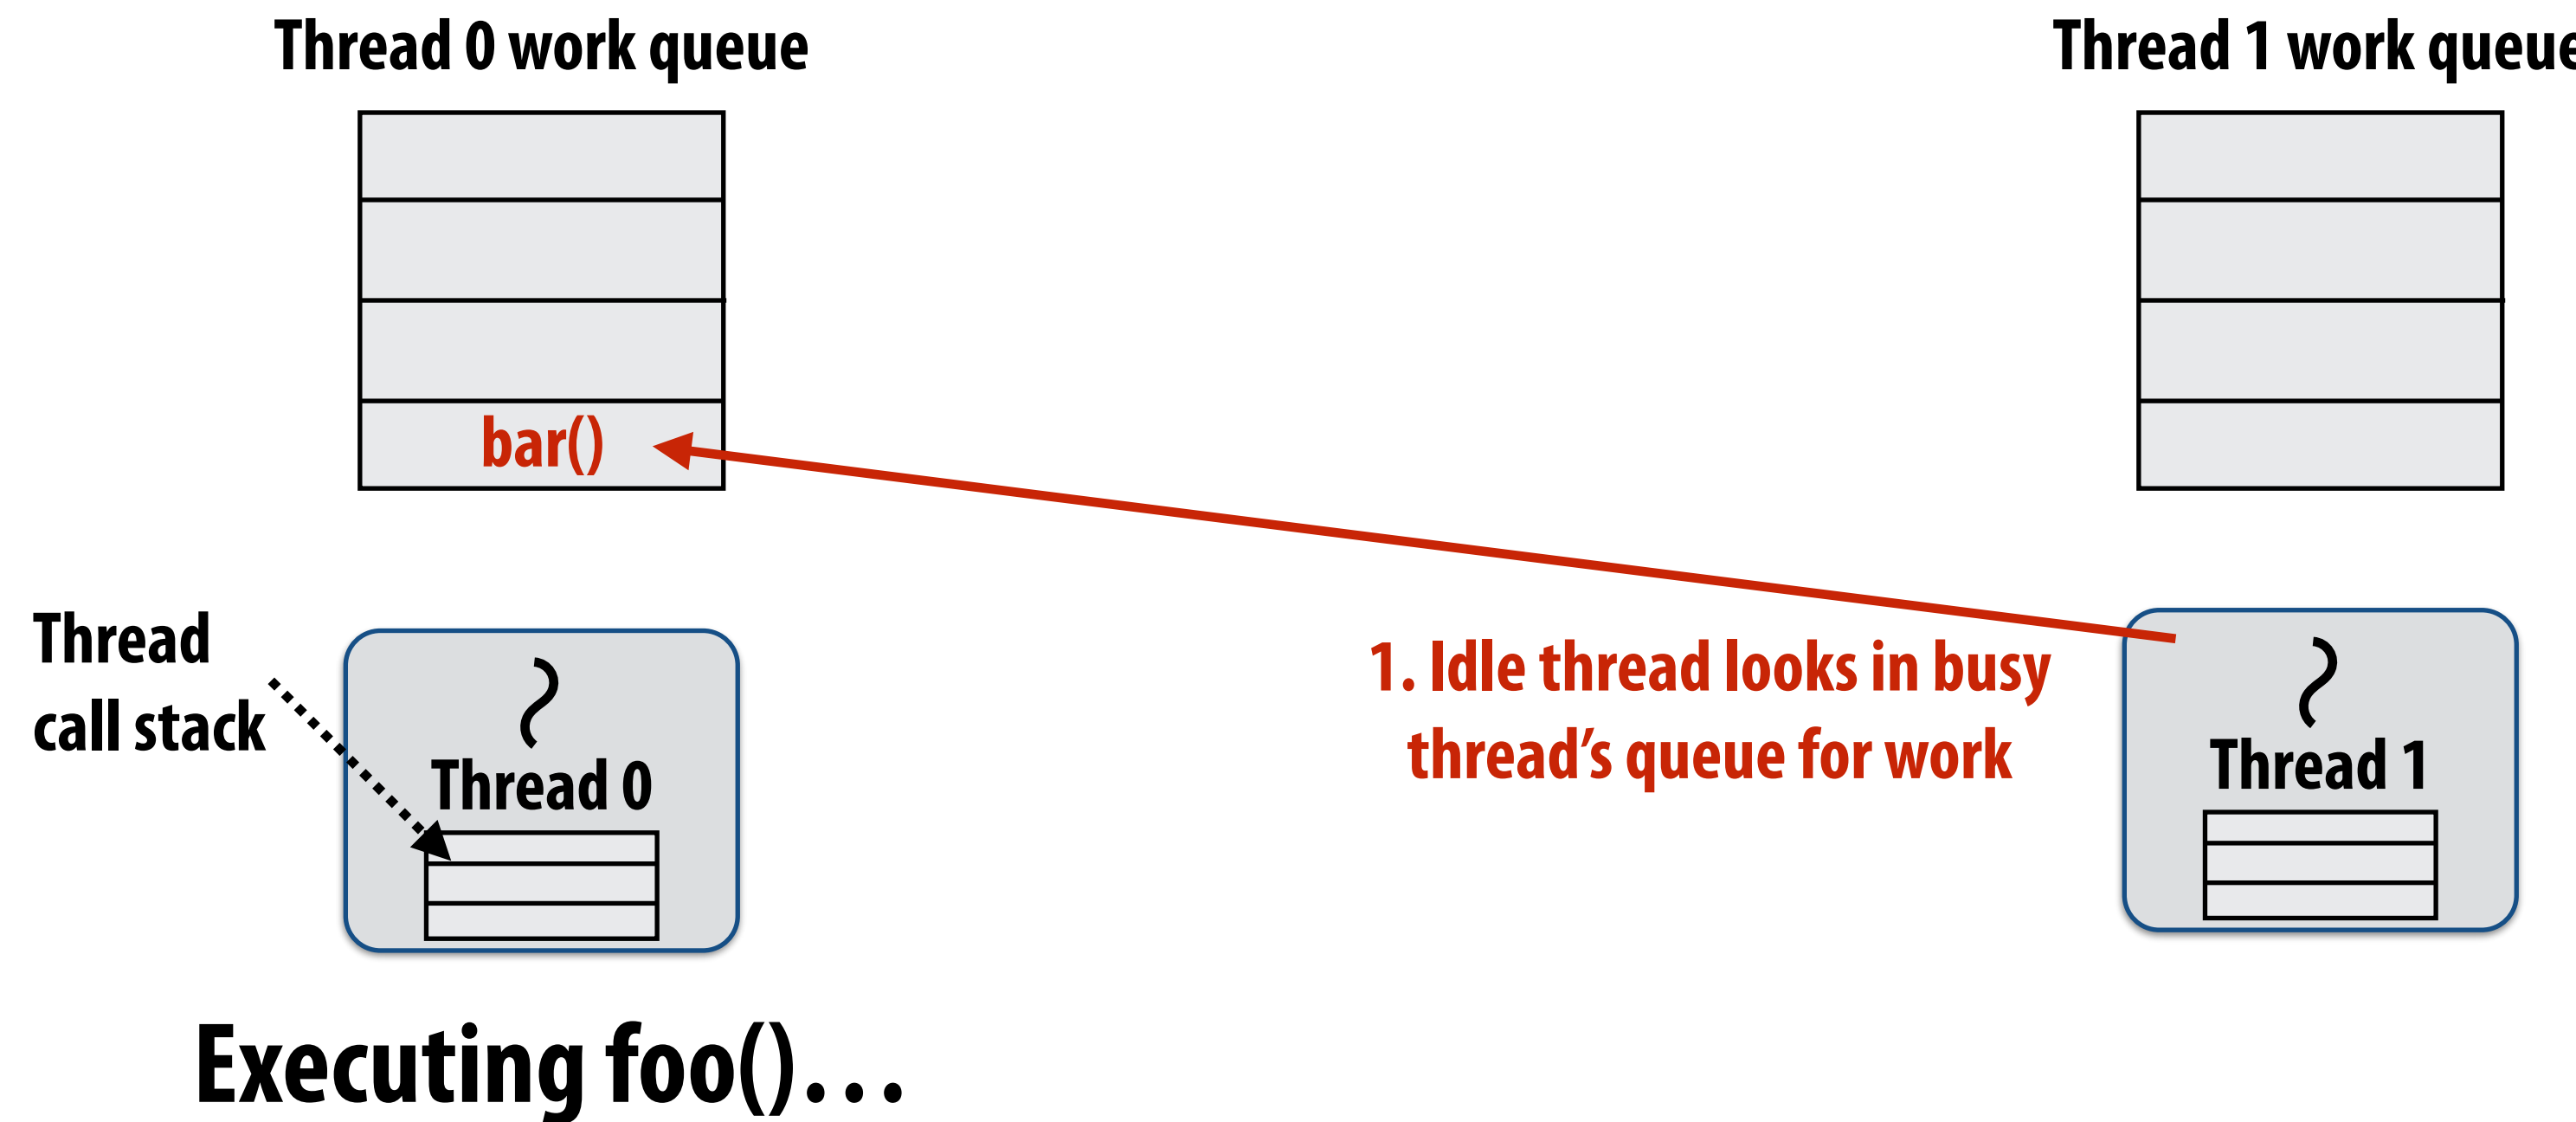 Thread 0 work queue
Thread 1 work queue
bar()
Thread
call stack
Thread 0
1. Idle thread looks in busy
thread’s queue for work
Thread 1
Executing foo()…